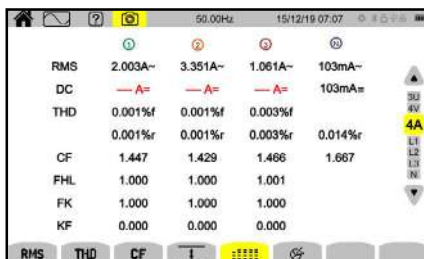 ? 50.00Hz 15/12/19 07:07
1 2 3 N
RMS 2.003A~ 3.351A~ 1.061A~ 103mA~
DC --- A= --- A= --- A= 103mA=
THD 0.001%f 0.001%f 0.003%f
0.001%r 0.001%r 0.003%r 0.014%r
CF 1.447 1.429 1.466 1.667
FHL 1.000 1.000 1.001
FK 1.000 1.000 1.000
KF 0.000 0.000 0.000
3U
4V
4A
L1
L2
L3
N
RMS THD CF